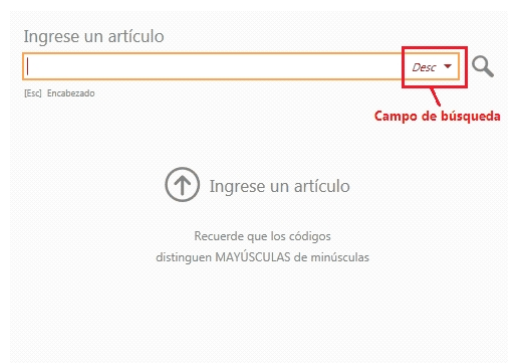 Ingrese un artículo
Desc
[Esc] Encabezado
Campo de búsqueda
Ingrese un artículo
Recuerde que los códigos
distinguen MAYÚSCULAS de minúsculas